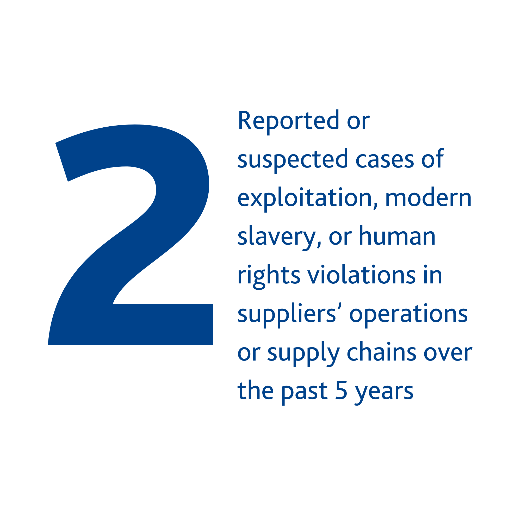 2
Reported or
suspected cases of
exploitation, modern
slavery, or human
rights violations in
suppliers’ operations
or supply chains over
the past 5 years